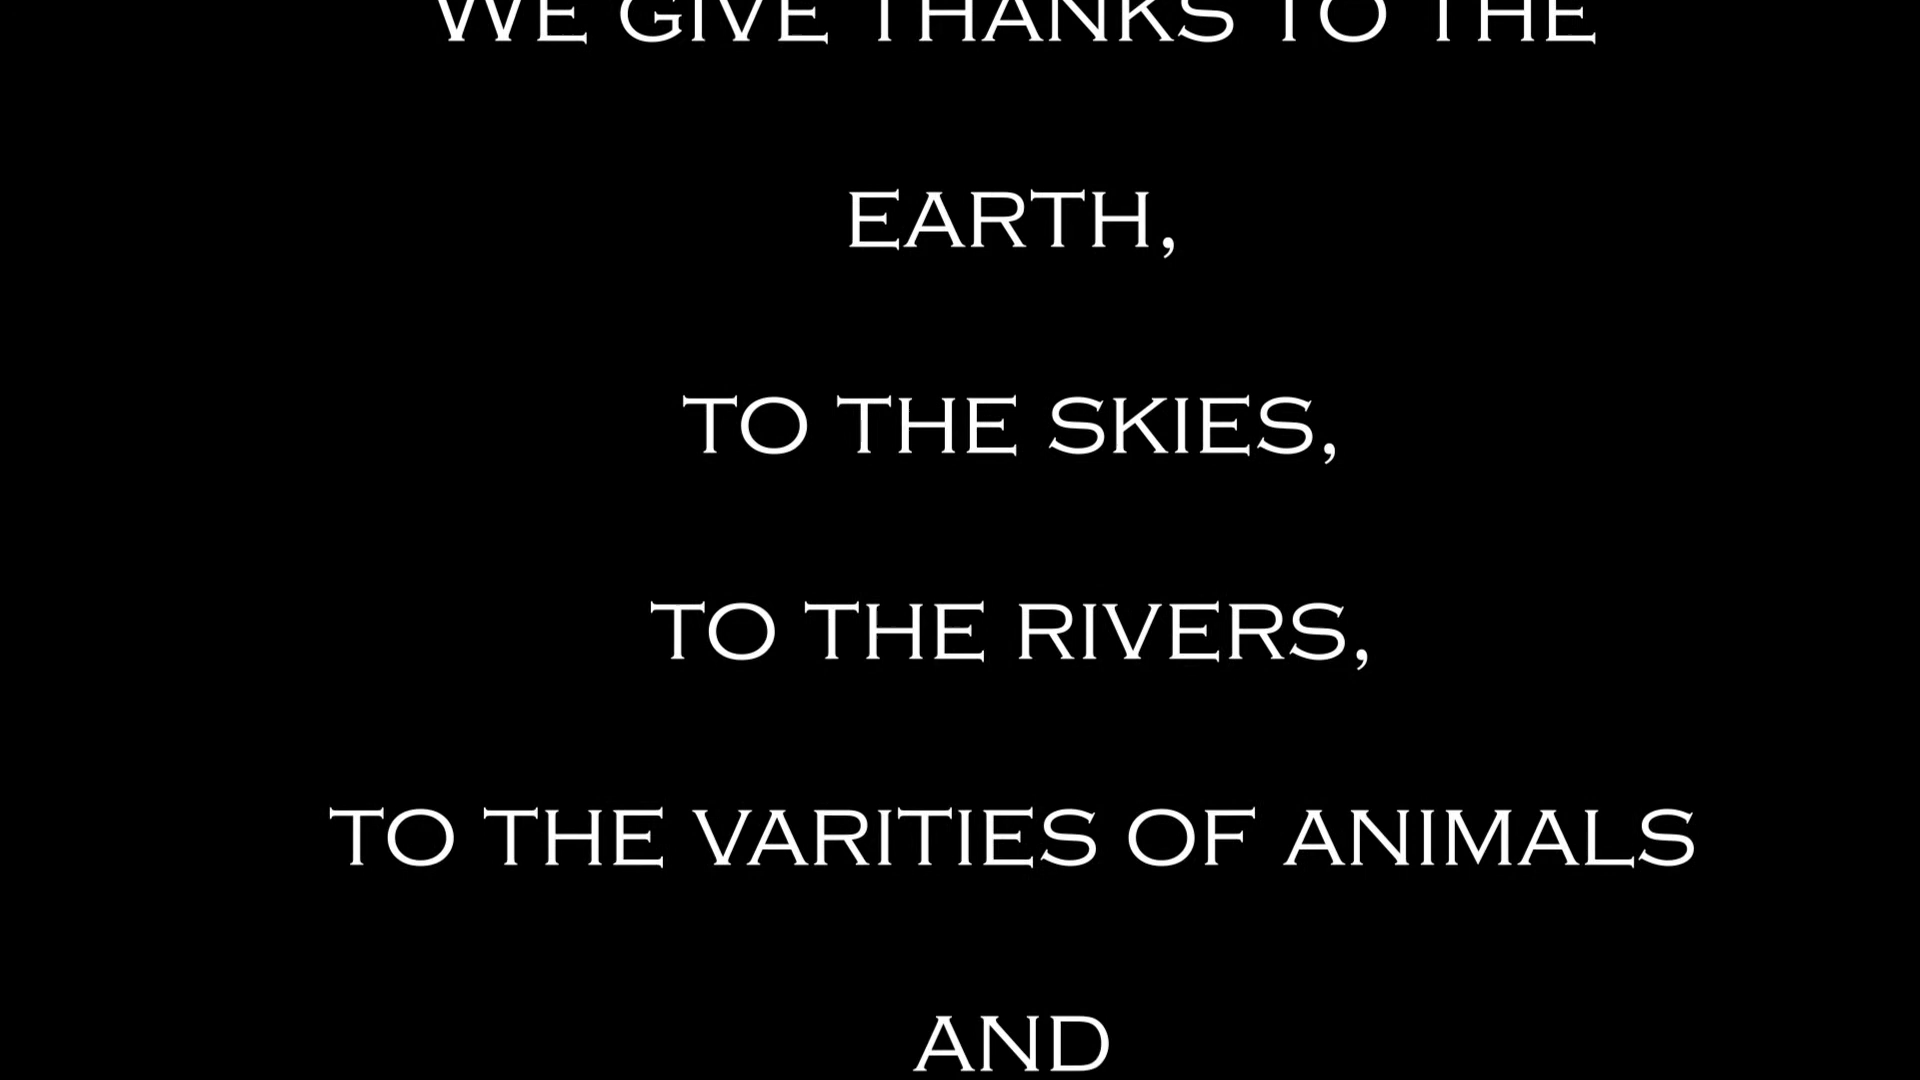 WE GIVE THANKS TO THE
EARTH,
TO THE SKIES,
TO THE RIVERS,
TO THE VARITIES OF ANIMALS
AND